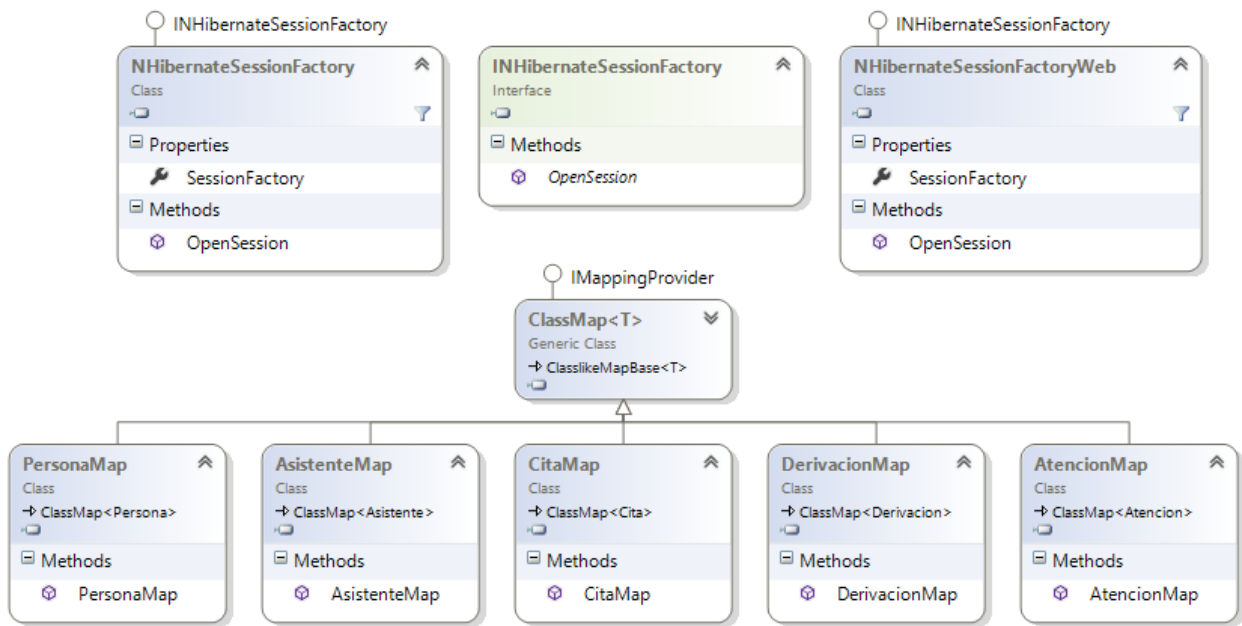 INHibernateSessionFactory
NHibernateSessionFactory
Class
Properties
SessionFactory
Methods
OpenSession
INHibernateSessionFactory
Interface
Methods
OpenSession
INHibernateSessionFactory
NHibernateSessionFactoryWeb
Class
Properties
SessionFactory
Methods
OpenSession
IMappingProvider
ClassMap<T>
Generic Class
ClasslikeMapBase<T>
PersonaMap
Class
ClassMap<Persona>
Methods
PersonaMap
AsistenteMap
Class
ClassMap<Asistente>
Methods
AsistenteMap
CitaMap
Class
ClassMap<Cita>
Methods
CitaMap
DerivacionMap
Class
ClassMap<Derivacion>
Methods
DerivacionMap
AtencionMap
Class
ClassMap<Atencion>
Methods
AtencionMap